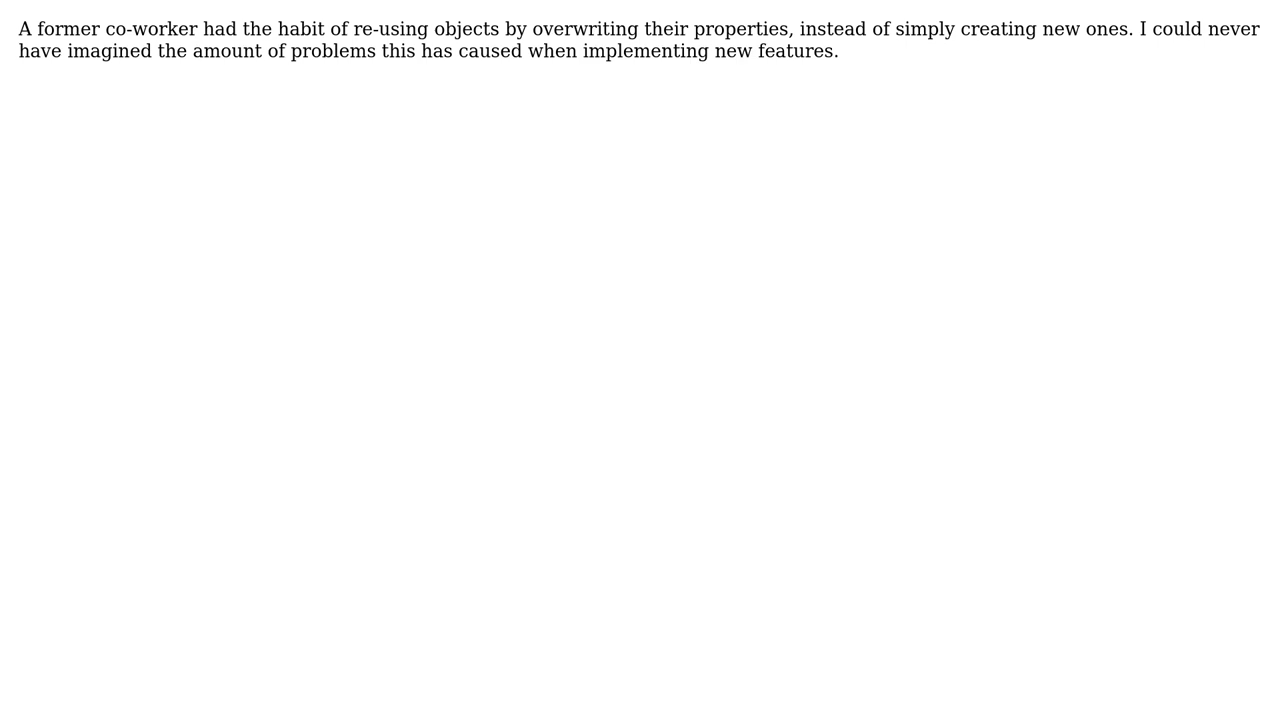 A former co-worker had the habit of re-using objects by overwriting their properties, instead of simply creating new ones. I could never
have imagined the amount of problems this has caused when implementing new features.